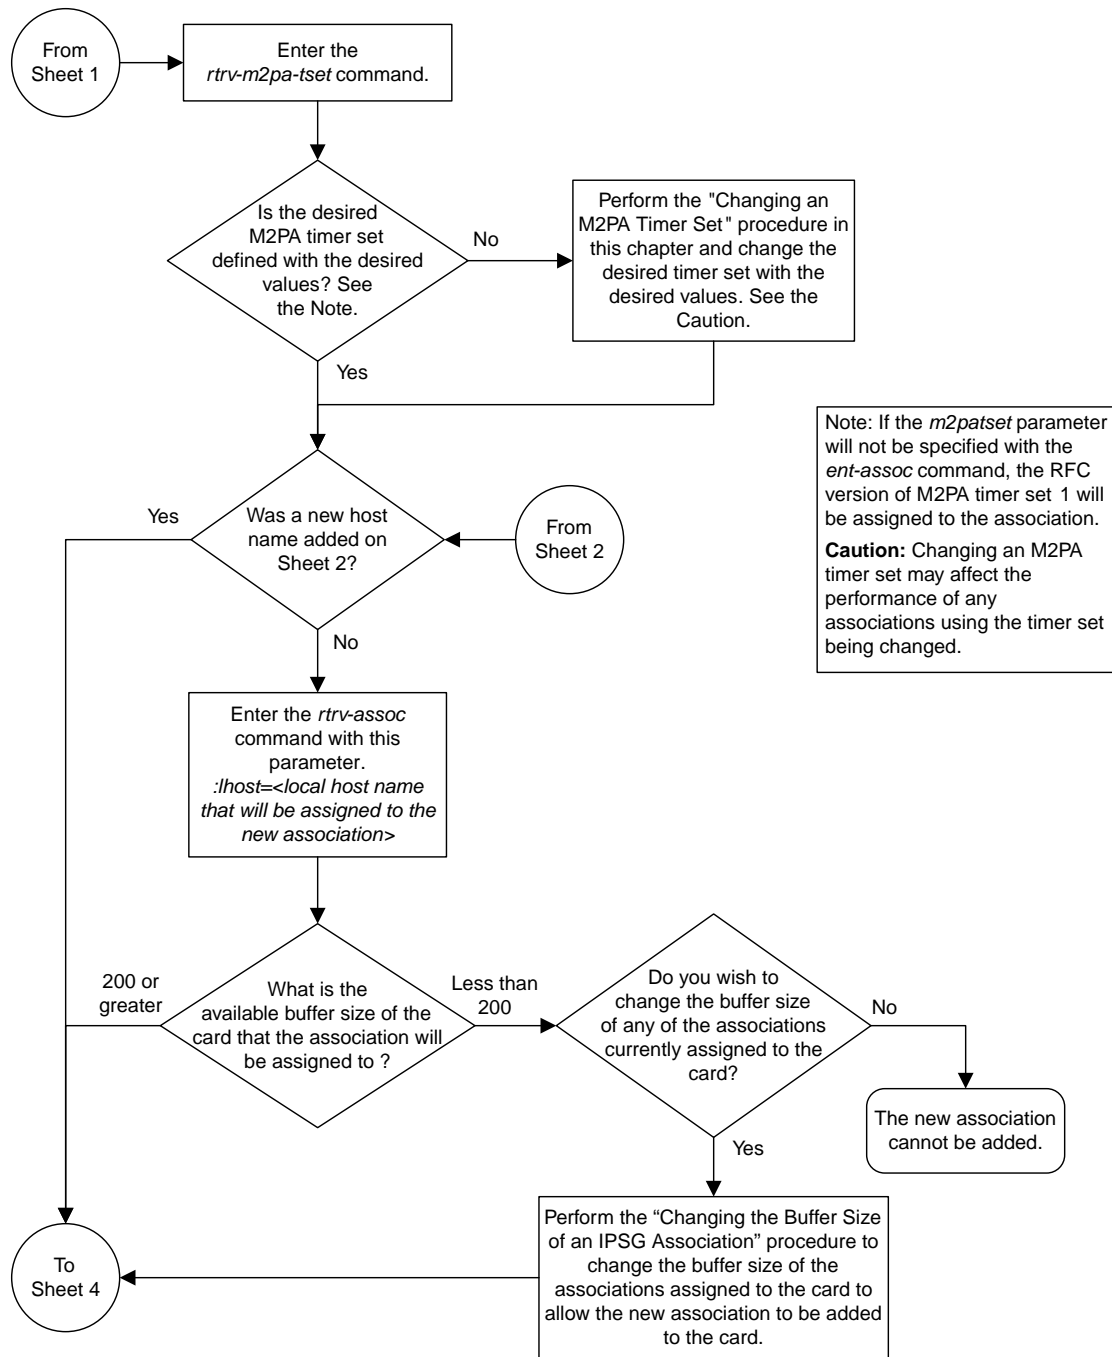 From
Sheet 1
Enter the
rtrv-m2pa-tset command.
Is the desired
M2PA timer set
defined with the desired
values? See
the Note.
No
Perform the "Changing an
M2PA Timer Set" procedure in
this chapter and change the
desired timer set with the
desired values. See the
Caution.
Yes
Note: If the m2patset parameter
will not be specified with the
ent-assoc command, the RFC
version of M2PA timer set 1 will
be assigned to the association.
Caution: Changing an M2PA
timer set may affect the
performance of any
associations using the timer set
being changed.
Yes
Was a new host
name added on
Sheet 2?
From
Sheet 2
No
Enter the rtrv-assoc
command with this
parameter.
:lhost=<local host name
that will be assigned to the
new association>
200 or
greater
What is the
available buffer size of the
card that the association will
be assigned to ?
Less than
200
Do you wish to
change the buffer size
of any of the associations
currently assigned to the
card?
No
The new association
cannot be added.
Yes
Perform the “Changing the Buffer Size
of an IPSG Association” procedure to
change the buffer size of the
associations assigned to the card to
allow the new association to be added
to the card.
To
Sheet 4